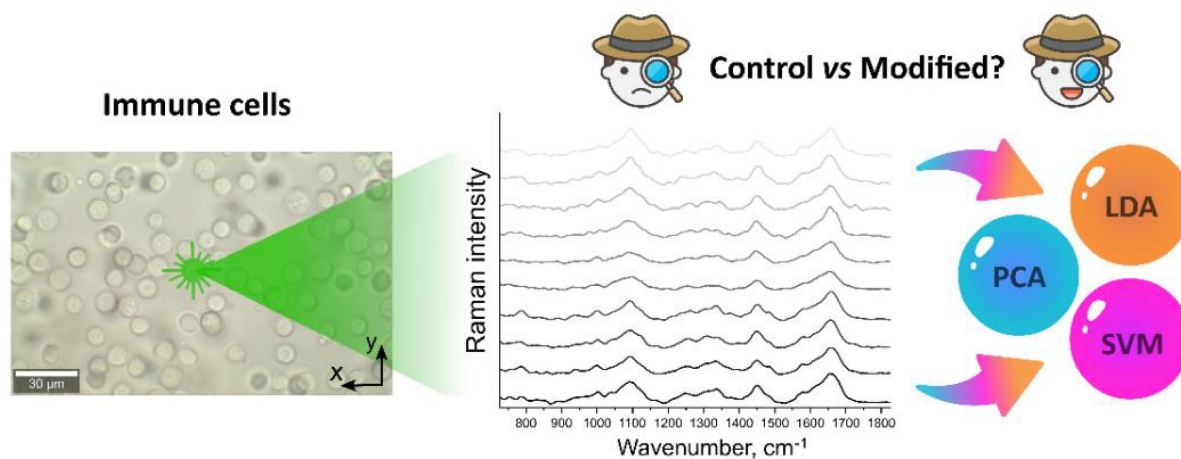 Control vs Modified?
Immune cells
30 µm
y
x
Raman intensity
800 900 1000 1100 1200 1300 1400 1500 1600 1700 1800
Wavenumber, cm⁻¹
LDA
PCA
SVM